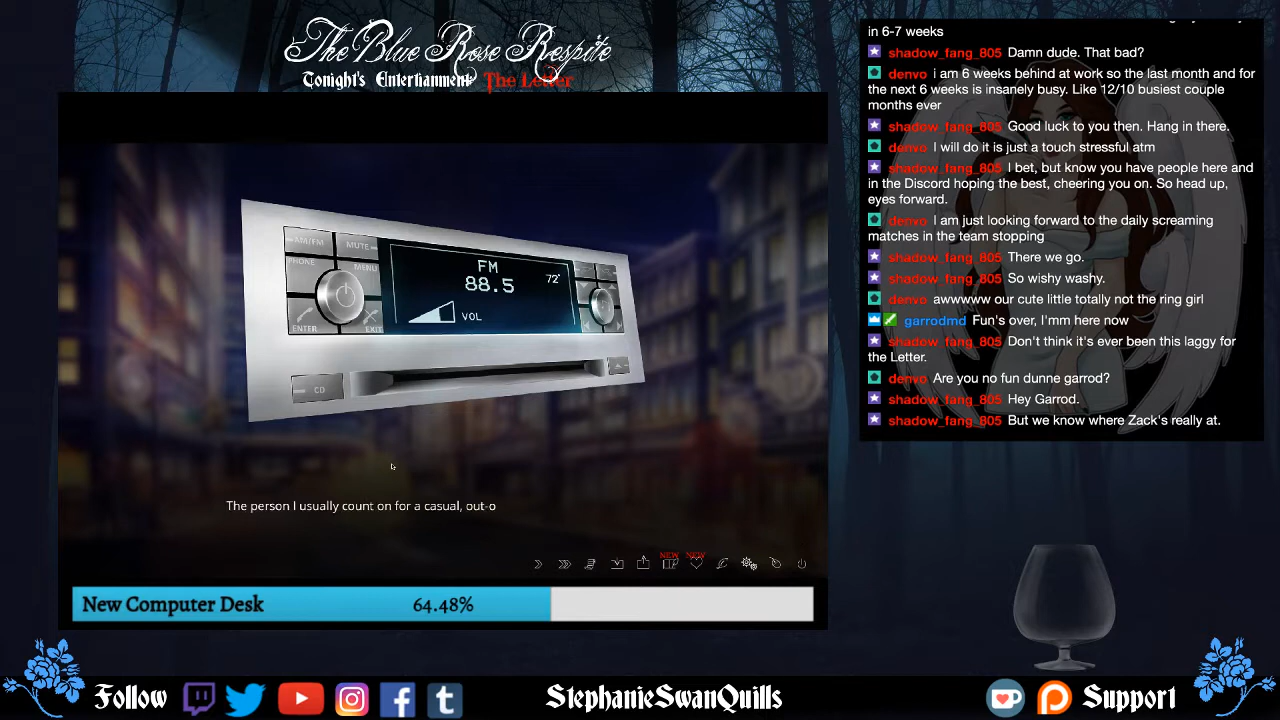 The Blue Rose Respite
Tonight's Entertainment The Letter
AM/FM
MUTE
PHONE
MENU
ENTER
EXIT
FM
88.5
72°
VOL
CD
The person I usually count on for a casual, out-o
NEW
NEW
New Computer Desk 64.48%
in 6-7 weeks
shadow_fang_805 Damn dude. That bad?
denvo i am 6 weeks behind at work so the last month and for
the next 6 weeks is insanely busy. Like 12/10 busiest couple
months ever
shadow_fang_805 Good luck to you then. Hang in there.
denvo I will do it is just a touch stressful atm
shadow_fang_805 I bet, but know you have people here and
in the Discord hoping the best, cheering you on. So head up,
eyes forward.
denvo I am just looking forward to the daily screaming
matches in the team stopping
shadow_fang_805 There we go.
shadow_fang_805 So wishy washy.
denvo awwwww our cute little totally not the ring girl
garrodmd Fun's over, I'mm here now
shadow_fang_805 Don't think it's ever been this laggy for
the Letter.
denvo Are you no fun dunne garrod?
shadow_fang_805 Hey Garrod.
shadow_fang_805 But we know where Zack's really at.
Follow StephanieSwanQuills Support